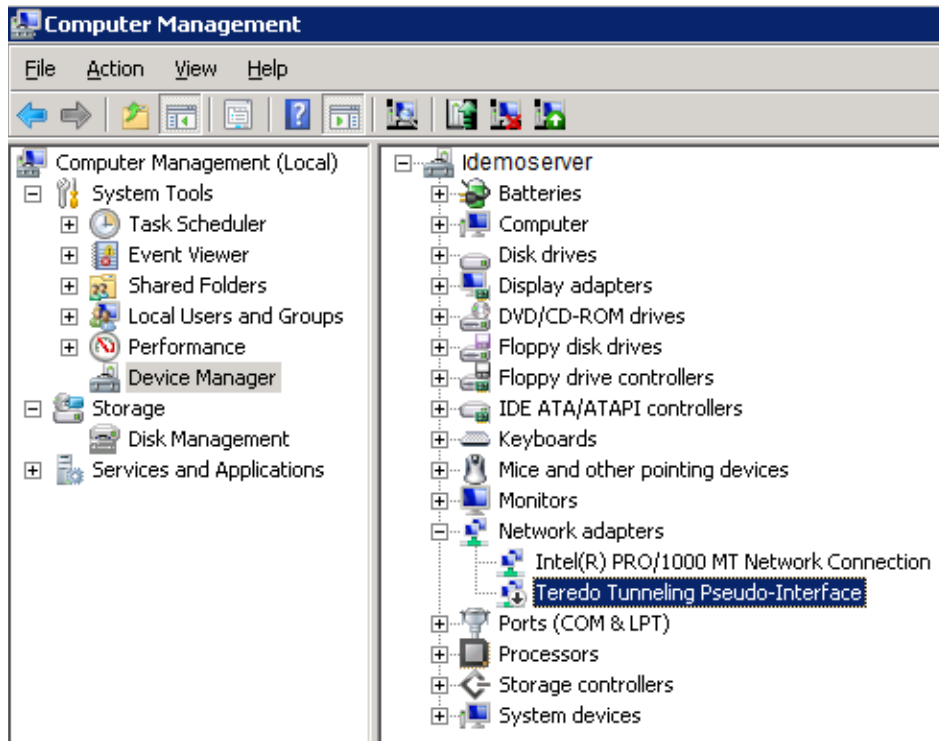 Computer Management
File Action View Help
Computer Management (Local)
System Tools
Task Scheduler
Event Viewer
Shared Folders
Local Users and Groups
Performance
Device Manager
Storage
Disk Management
Services and Applications
ldemoserver
Batteries
Computer
Disk drives
Display adapters
DVD/CD-ROM drives
Floppy disk drives
Floppy drive controllers
IDE ATA/ATAPI controllers
Keyboards
Mice and other pointing devices
Monitors
Network adapters
Intel(R) PRO/1000 MT Network Connection
Teredo Tunneling Pseudo-Interface
Ports (COM & LPT)
Processors
Storage controllers
System devices